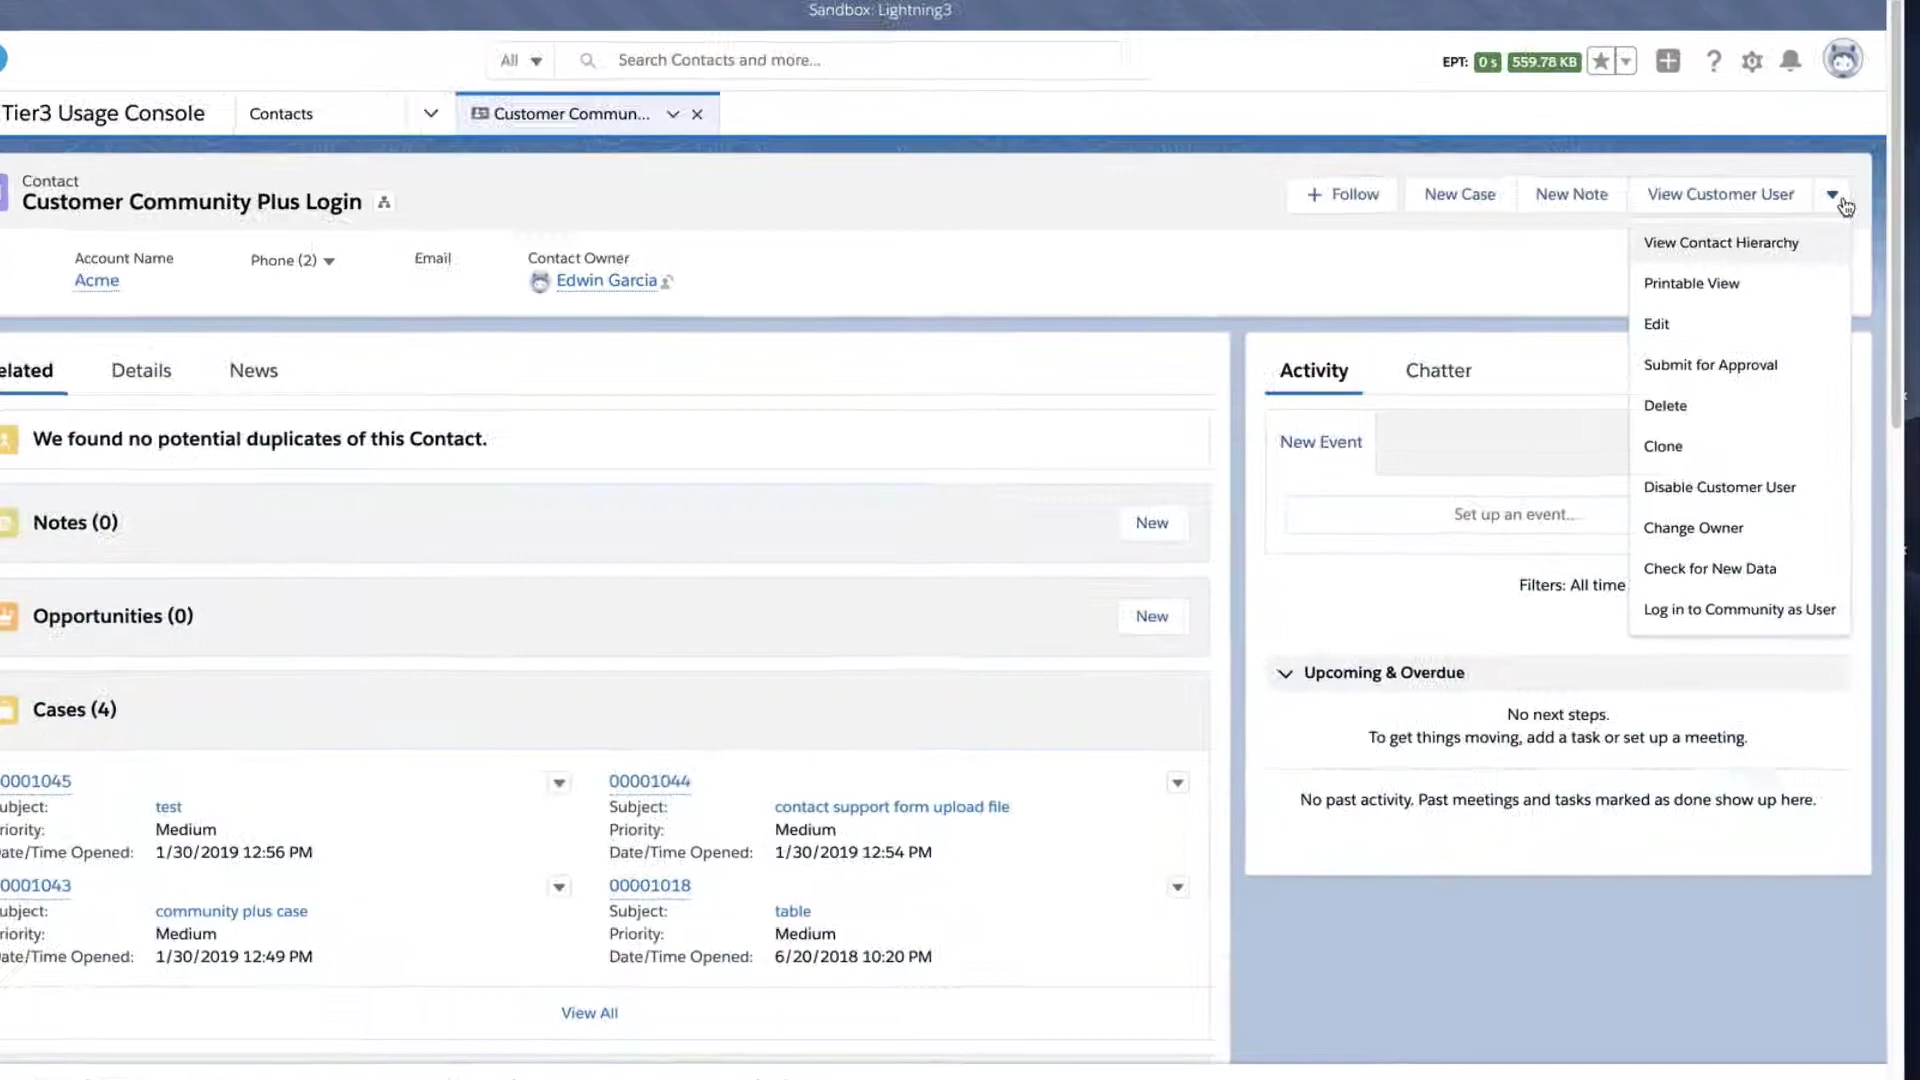 Sandbox: Lightning3
All
Search Contacts and more...
EPT: 0 s 559.78 KB
Tier3 Usage Console
Contacts
Customer Commun...
Contact
Customer Community Plus Login
Follow
New Case
New Note
View Customer User
Account Name
Acme
Phone (2)
Email
Contact Owner
Edwin Garcia
View Contact Hierarchy
Printable View
Edit
Submit for Approval
Delete
Clone
Disable Customer User
Change Owner
Check for New Data
Log in to Community as User
elated
Details
News
We found no potential duplicates of this Contact.
Notes (0)
New
Opportunities (0)
New
Cases (4)
0001045
ubject: test
riority: Medium
ate/Time Opened: 1/30/2019 12:56 PM
00001044
Subject: contact support form upload file
Priority: Medium
Date/Time Opened: 1/30/2019 12:54 PM
0001043
ubject: community plus case
riority: Medium
ate/Time Opened: 1/30/2019 12:49 PM
00001018
Subject: table
Priority: Medium
Date/Time Opened: 6/20/2018 10:20 PM
View All
Activity
Chatter
New Event
Set up an event...
Filters: All time
Upcoming & Overdue
No next steps.
To get things moving, add a task or set up a meeting.
No past activity. Past meetings and tasks marked as done show up here.